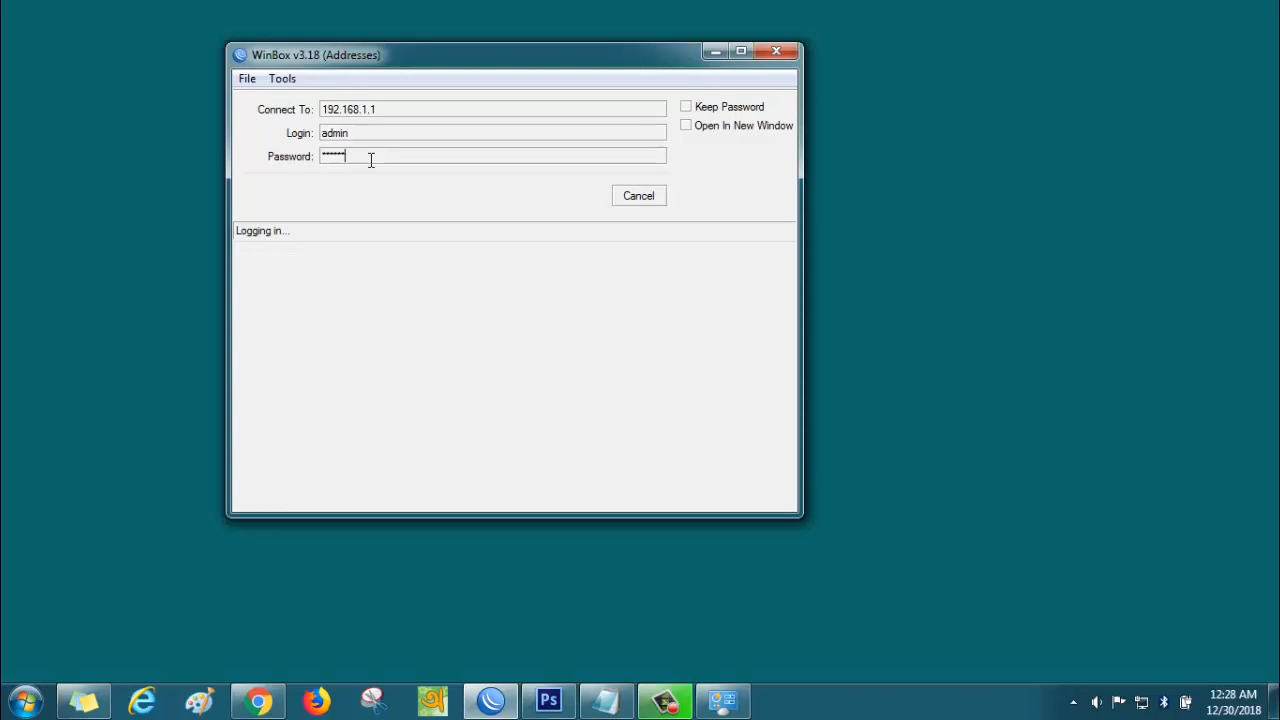 WinBox v3.18 (Addresses)
File Tools
Connect To: 192.168.1.1
Keep Password
Login: admin
Open In New Window
Password: ******
Cancel
Logging in...
Ps
12:28 AM
12/30/2018